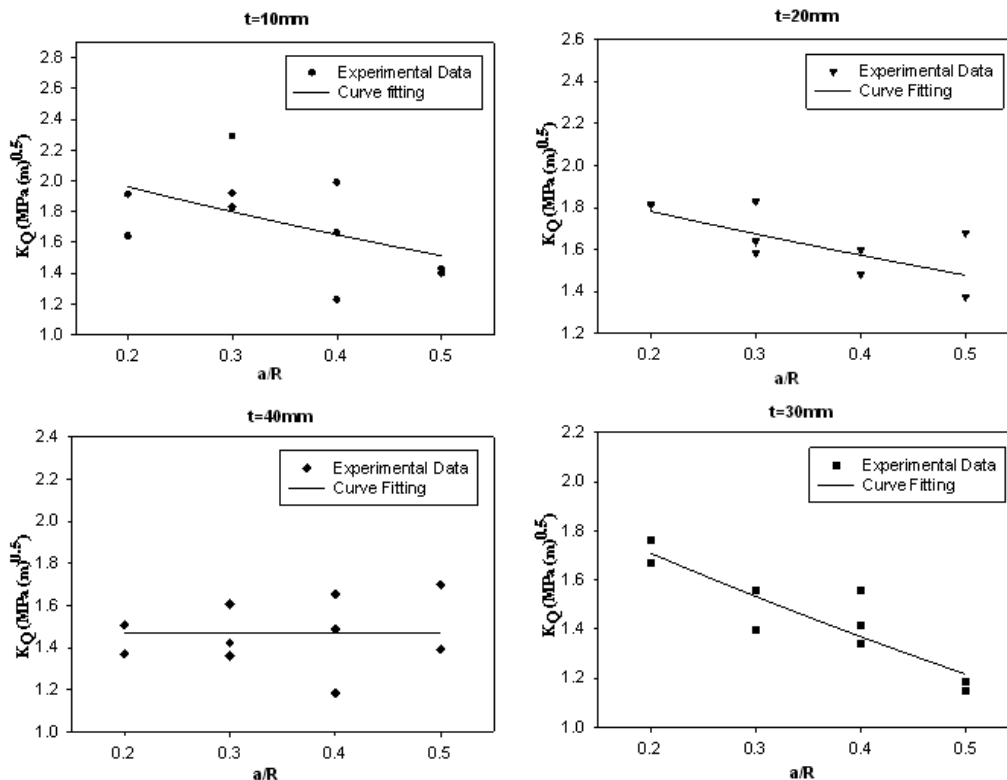 t=10mm
2.8
2.6
2.4
2.2
2.0
1.8
1.6
1.4
1.2
1.0
KQ (MPa (m)0.5)
Experimental Data
Curve fitting
0.2 0.3 0.4 0.5
a/R
t=20mm
2.6
2.4
2.2
2.0
1.8
1.6
1.4
1.2
KQ (MPa (m)0.5)
Experimental Data
Curve Fitting
0.2 0.3 0.4 0.5
a/R
t=40mm
2.4
2.2
2.0
1.8
1.6
1.4
1.2
1.0
KQ (MPa (m)0.5)
Experimental Data
Curve Fitting
0.2 0.3 0.4 0.5
a/R
t=30mm
2.2
2.0
1.8
1.6
1.4
1.2
1.0
KQ (MPa (m)0.5)
Experimental Data
Curve Fitting
0.2 0.3 0.4 0.5
a/R